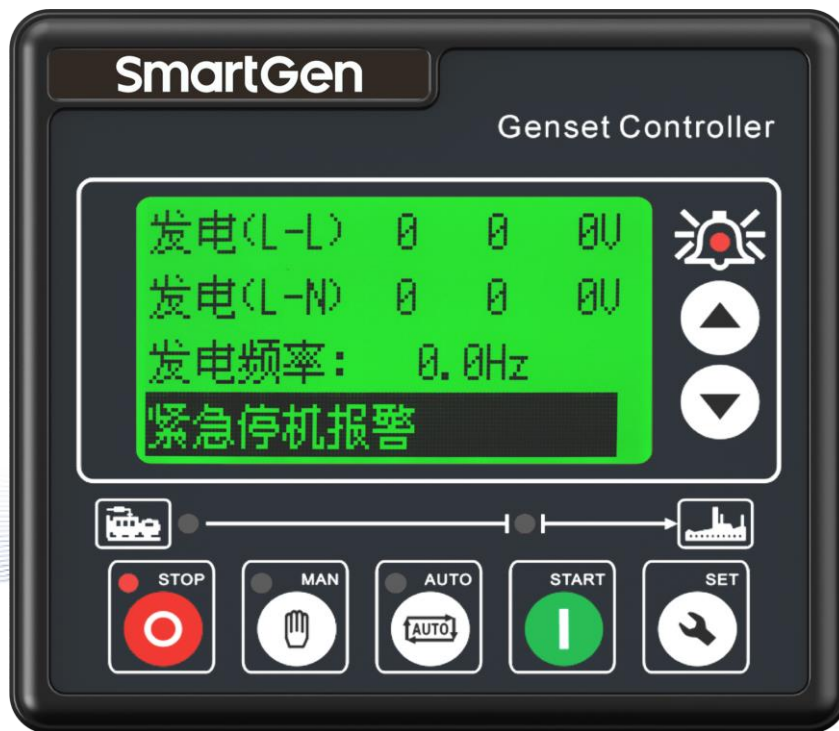 SmartGen
Genset Controller
发电(L-L) 0 0 0V
发电(L-N) 0 0 0V
发电频率: 0.0Hz
紧急停机报警
STOP
MAN
AUTO
START
SET
AUTO